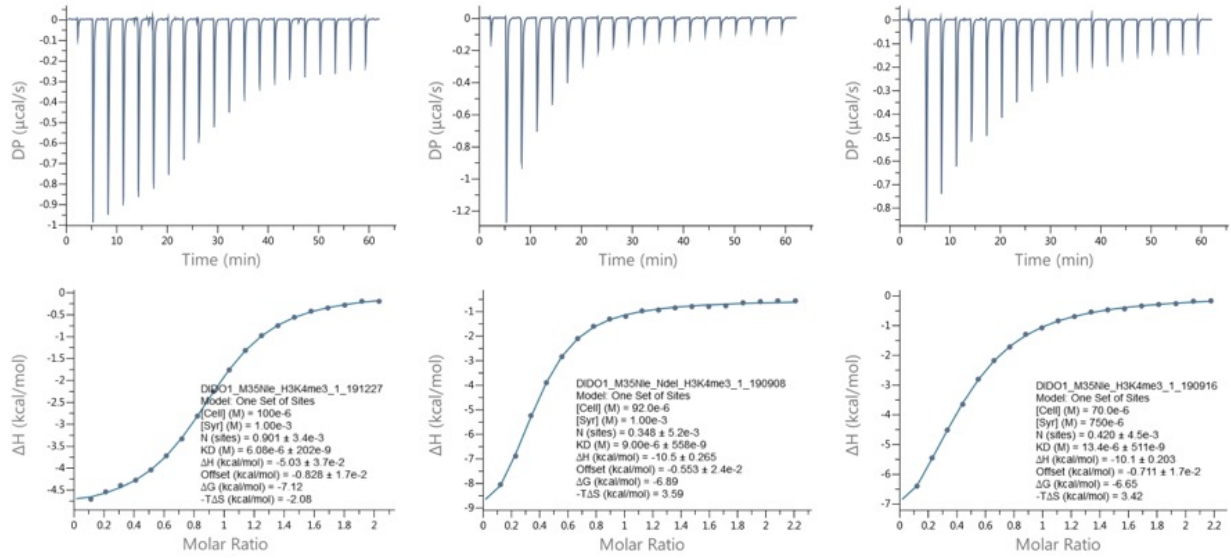 0
-0.1
-0.2
-0.3
-0.4
-0.5
-0.6
-0.7
-0.8
-0.9
-1
DP (µcal/s)
0 10 20 30 40 50 60
Time (min)
0
-0.2
-0.4
-0.6
-0.8
-1
-1.2
DP (µcal/s)
0 10 20 30 40 50 60
Time (min)
0
-0.1
-0.2
-0.3
-0.4
-0.5
-0.6
-0.7
-0.8
DP (µcal/s)
0 10 20 30 40 50 60
Time (min)
0
-0.5
-1
-1.5
-2
-2.5
-3
-3.5
-4
-4.5
ΔH (kcal/mol)
DIDO1_M35Nle_H3K4me3_1_191227
Model: One Set of Sites
[Cell] (M) = 100e-6
[Syr] (M) = 1.00e-3
N (sites) = 0.901 ± 3.4e-3
KD (M) = 6.08e-6 ± 202e-9
ΔH (kcal/mol) = -5.03 ± 3.7e-2
Offset (kcal/mol) = -0.828 ± 1.7e-2
ΔG (kcal/mol) = -7.12
-TΔS (kcal/mol) = -2.08
0 0.2 0.4 0.6 0.8 1 1.2 1.4 1.6 1.8 2
Molar Ratio
-1
-2
-3
-4
-5
-6
-7
-8
-9
ΔH (kcal/mol)
DIDO1_M35Nle_NdeI_H3K4me3_1_190908
Model: One Set of Sites
[Cell] (M) = 92.0e-6
[Syr] (M) = 1.00e-3
N (sites) = 0.348 ± 5.2e-3
KD (M) = 9.00e-6 ± 558e-9
ΔH (kcal/mol) = -10.5 ± 0.265
Offset (kcal/mol) = -0.553 ± 2.4e-2
ΔG (kcal/mol) = -6.89
-TΔS (kcal/mol) = 3.59
0 0.2 0.4 0.6 0.8 1 1.2 1.4 1.6 1.8 2 2.2
Molar Ratio
0
-1
-2
-3
-4
-5
-6
-7
ΔH (kcal/mol)
DIDO1_M35Nle_H3K4me3_1_190916
Model: One Set of Sites
[Cell] (M) = 70.0e-6
[Syr] (M) = 750e-6
N (sites) = 0.420 ± 4.5e-3
KD (M) = 13.4e-6 ± 511e-9
ΔH (kcal/mol) = -10.1 ± 0.203
Offset (kcal/mol) = -0.711 ± 1.7e-2
ΔG (kcal/mol) = -6.65
-TΔS (kcal/mol) = 3.42
0 0.2 0.4 0.6 0.8 1 1.2 1.4 1.6 1.8 2 2.2
Molar Ratio